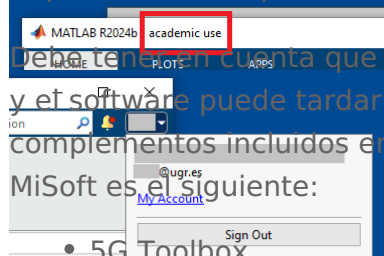 MATLAB R2024b academic use
Debe tener en cuenta que
HOME PLOTS APPS
y el software puede tardar
ion
complementos incluidos en
@ugr.es
MiSoft es el siguiente:
My Account
Sign Out
• 5G Toolbox